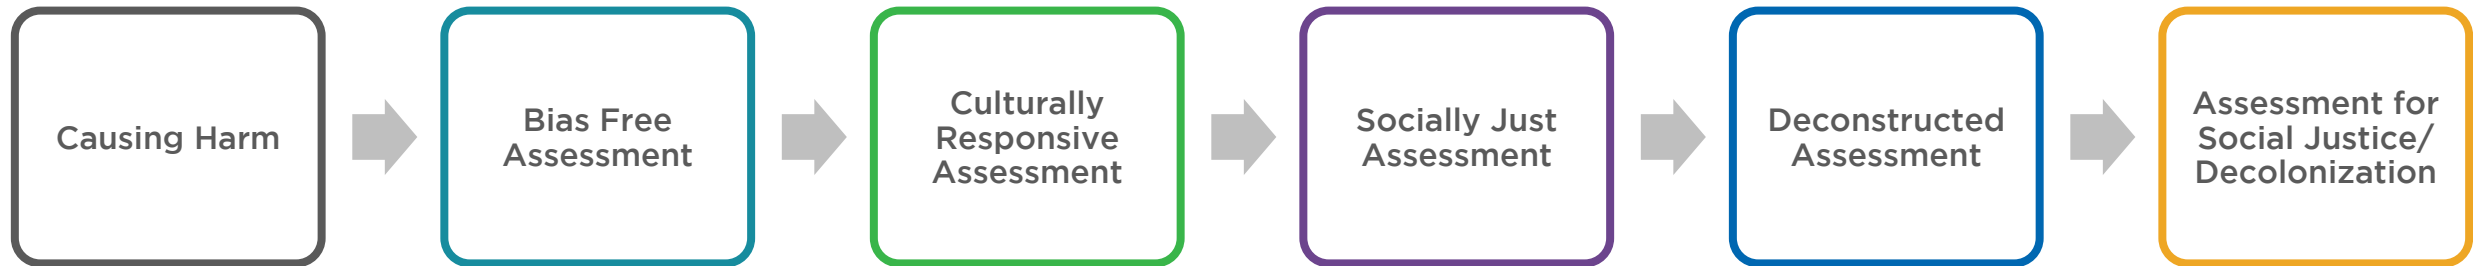 Causing Harm
Bias Free
Assessment
Culturally
Responsive
Assessment
Socially Just
Assessment
Deconstructed
Assessment
Assessment for
Social Justice/
Decolonization